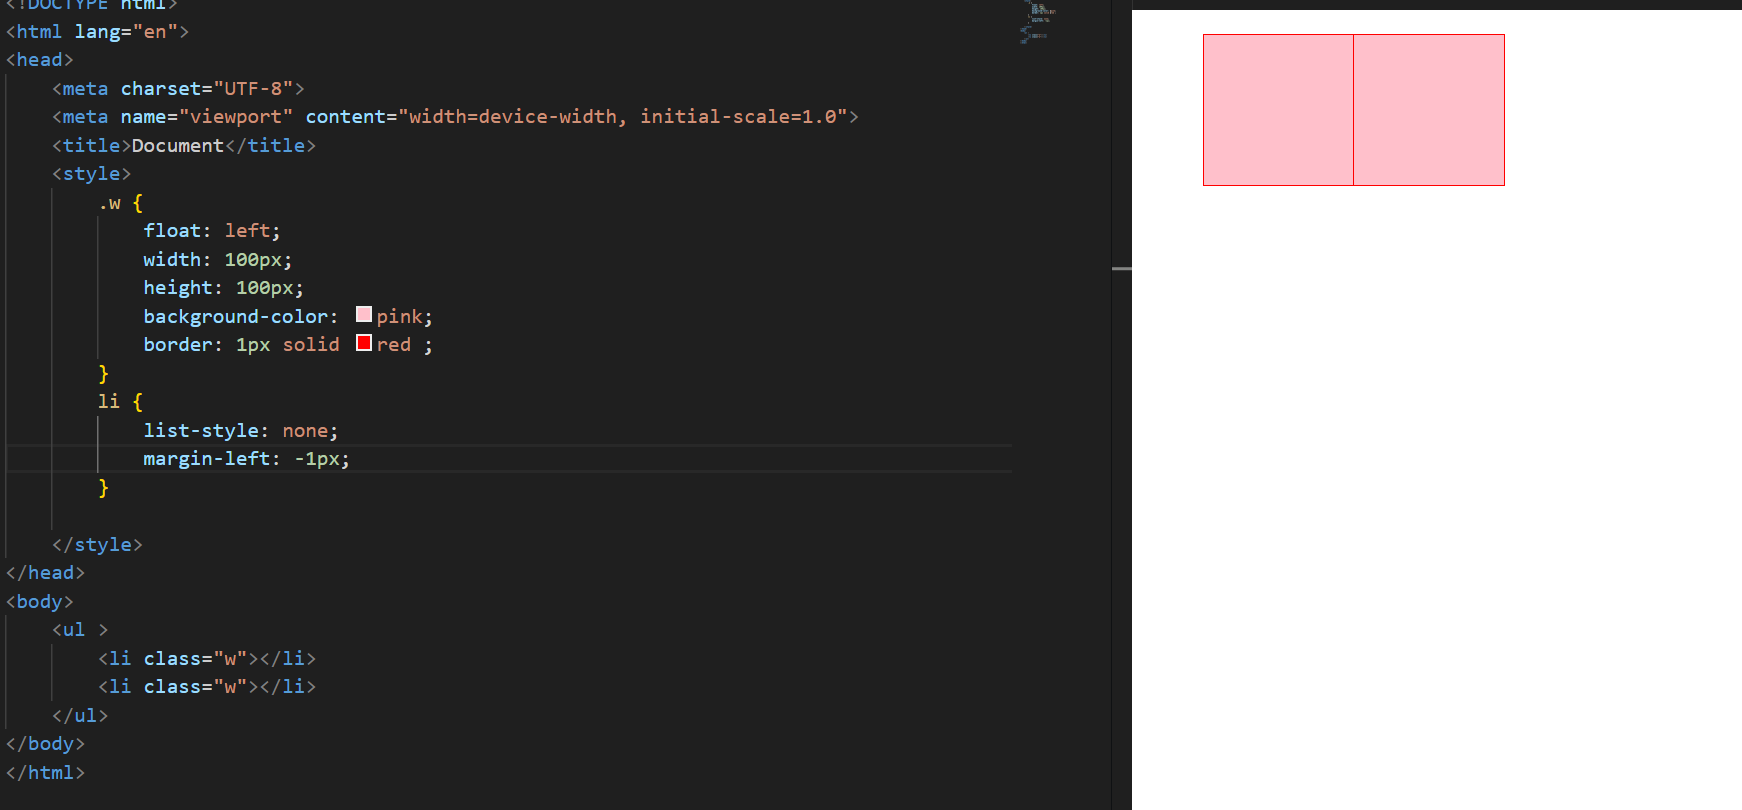 <!DOCTYPE html>
<html lang="en">
<head>
    <meta charset="UTF-8">
    <meta name="viewport" content="width=device-width, initial-scale=1.0">
    <title>Document</title>
    <style>
        .w {
            float: left;
            width: 100px;
            height: 100px;
            background-color: pink;
            border: 1px solid red ;
        }
        li {
            list-style: none;
            margin-left: -1px;
        }
    </style>
</head>
<body>
    <ul >
        <li class="w"></li>
        <li class="w"></li>
    </ul>
</body>
</html>